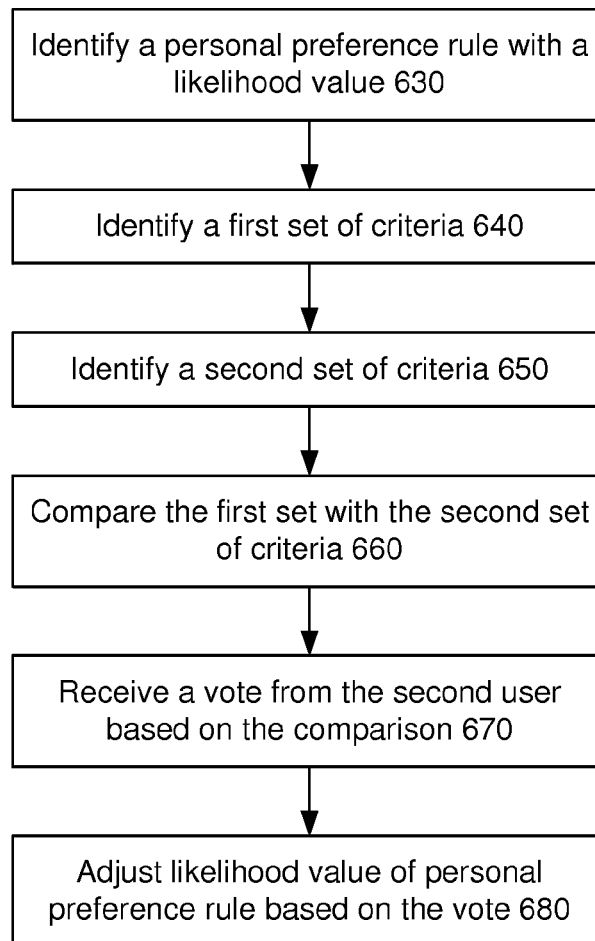 Identify a personal preference rule with a
likelihood value 630
Identify a first set of criteria 640
Identify a second set of criteria 650
Compare the first set with the second set
of criteria 660
Receive a vote from the second user
based on the comparison 670
Adjust likelihood value of personal
preference rule based on the vote 680